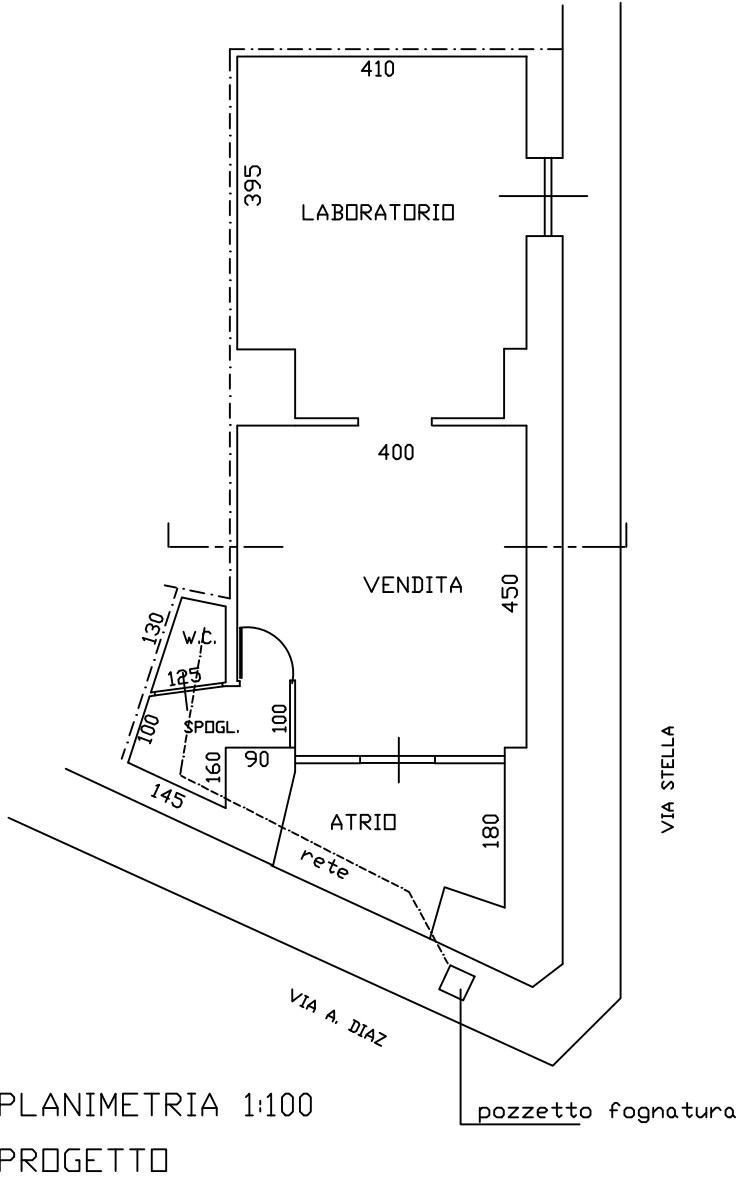 410
395
LABORATORIO
400
VENDITA
450
130
W.C.
125
100
SPOGL.
100
160
90
145
ATRIO
180
rete
VIA STELLA
VIA A. DIAZ
PLANIMETRIA 1:100
pozzetto fognatura
PROGETTO